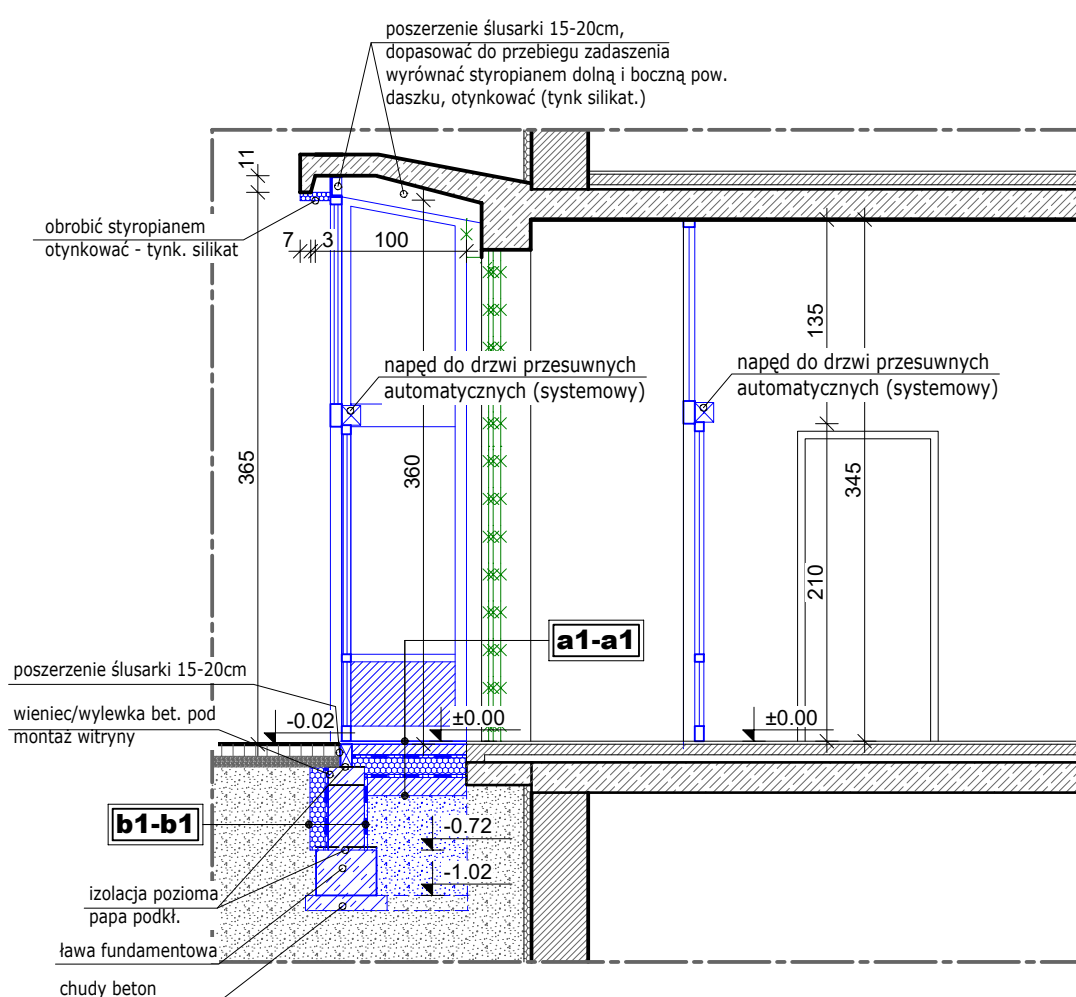 poszerzenie ślusarki 15-20cm,
dopasować do przebiegu zadaszenia
wyrównać styropianem dolną i boczną pow.
daszku, otynkować (tynk silikat.)
11
obrobić styropianem
otynkować - tynk. silikat
7 3 100
135
napęd do drzwi przesuwnych
automatycznych (systemowy)
napęd do drzwi przesuwnych
automatycznych (systemowy)
365
360
345
210
a1-a1
poszerzenie ślusarki 15-20cm
wieniec/wylewka bet. pod
montaż witryny
-0.02
±0.00
±0.00
b1-b1
-0.72
-1.02
izolacja pozioma
papa podkł.
ława fundamentowa
chudy beton